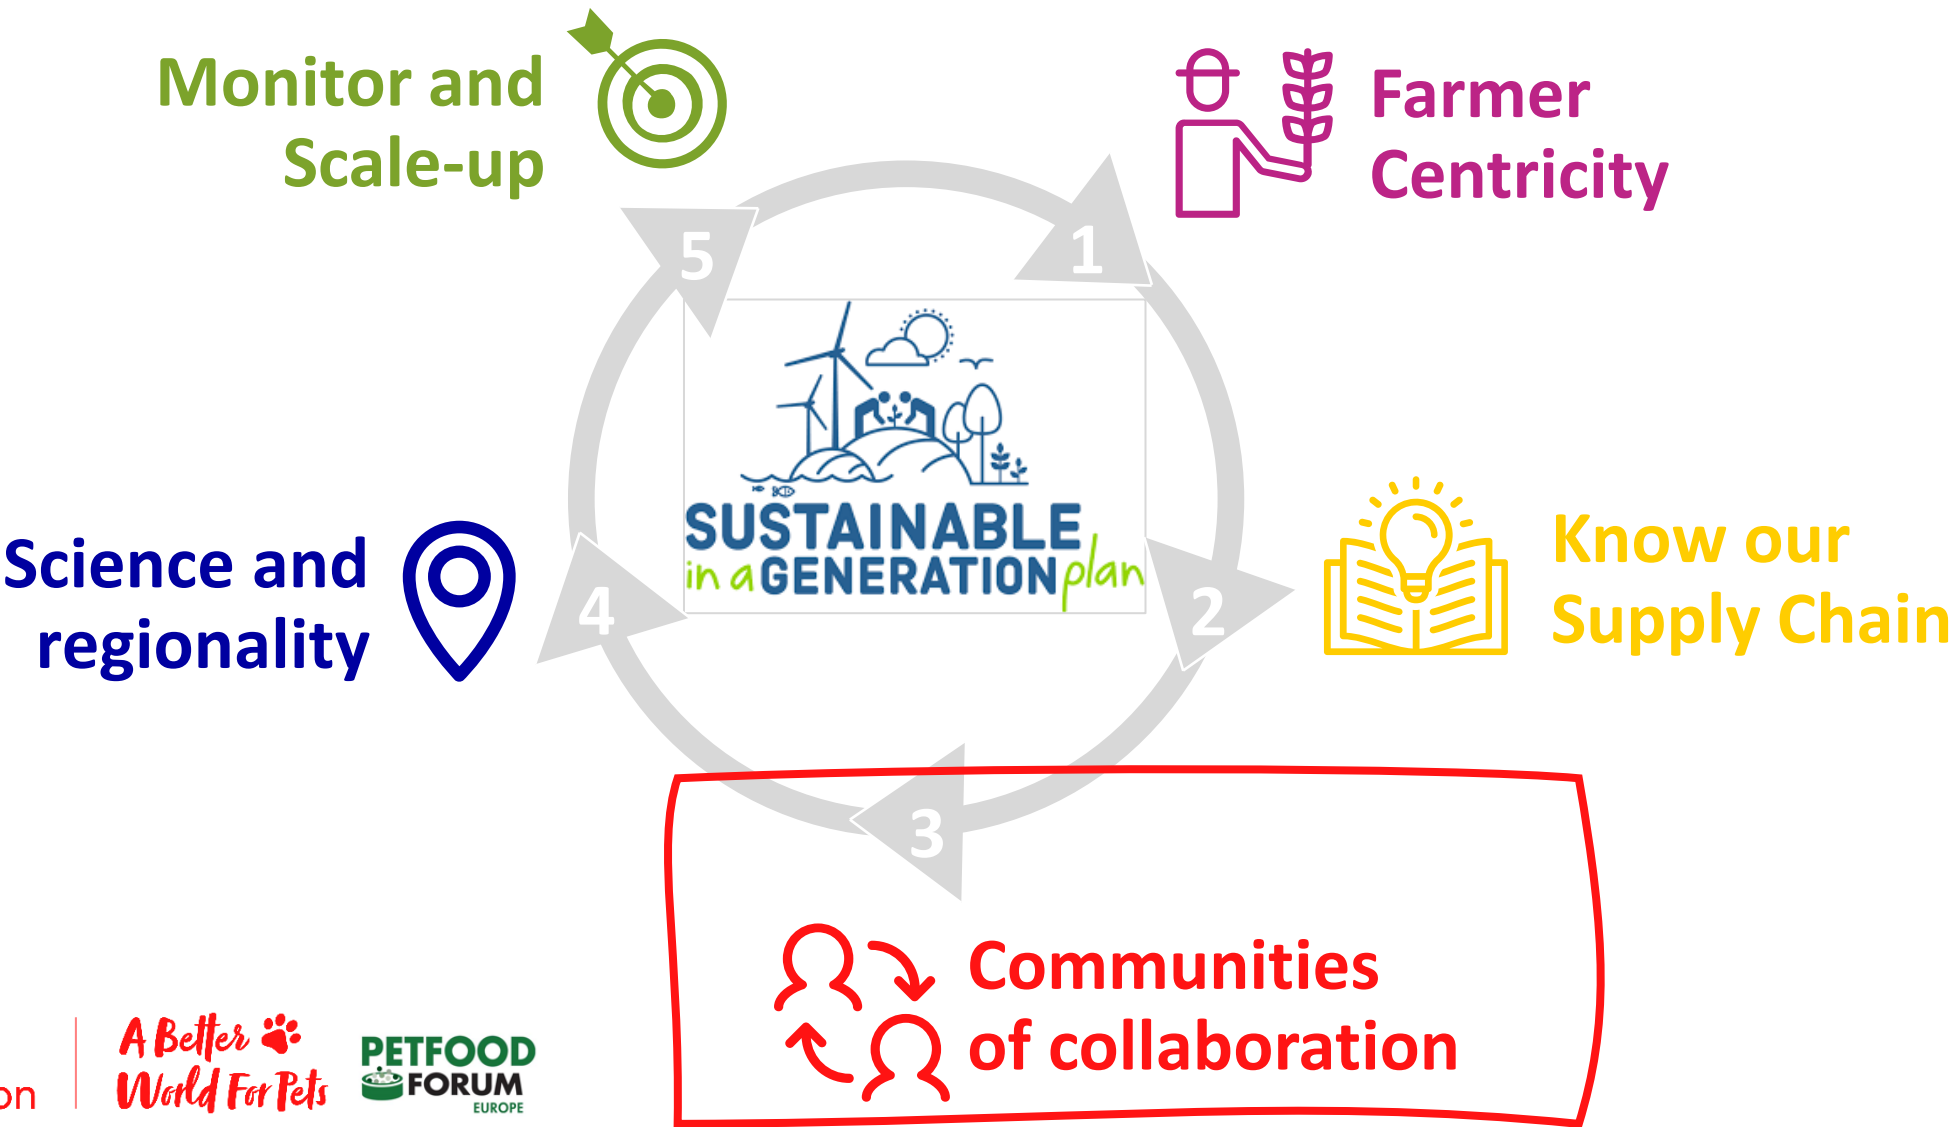 Monitor and
Scale-up
Farmer
Centricity
5
1
SUSTAINABLE
in a GENERATION plan
Science and
regionality
4
2
Know our
Supply Chain
3
Communities
of collaboration
on
A Better
World For Pets
PETFOOD
FORUM
EUROPE